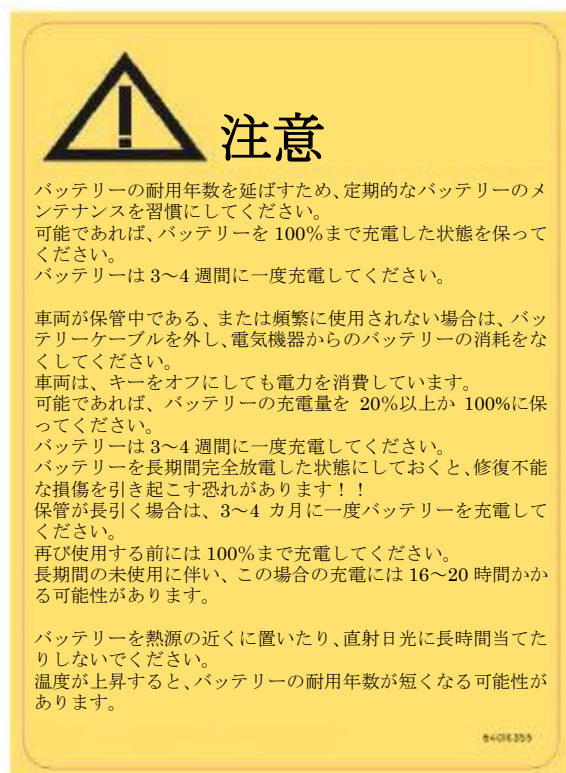 注意
バッテリーの耐用年数を延ばすため、定期的なバッテリーのメ
ンテナンスを習慣にしてください。
可能であれば、バッテリーを 100%まで充電した状態を保って
ください。
バッテリーは 3～4 週間に一度充電してください。
車両が保管中である、または頻繁に使用されない場合は、バッ
テリーケーブルを外し、電気機器からのバッテリーの消耗をな
くしてください。
車両は、キーをオフにしても電力を消費しています。
可能であれば、バッテリーの充電量を 20%以上か 100%に保
ってください。
バッテリーは 3～4 週間に一度充電してください。
バッテリーを長期間完全放電した状態にしておくと、修復不能
な損傷を引き起こす恐れがあります！！
保管が長引く場合は、3～4 カ月に一度バッテリーを充電して
ください。
再び使用する前には 100%まで充電してください。
長期間の未使用に伴い、この場合の充電には 16～20 時間かか
る可能性があります。
バッテリーを熱源の近くに置いたり、直射日光に長時間当てた
りしないでください。
温度が上昇すると、バッテリーの耐用年数が短くなる可能性が
あります。
64016355